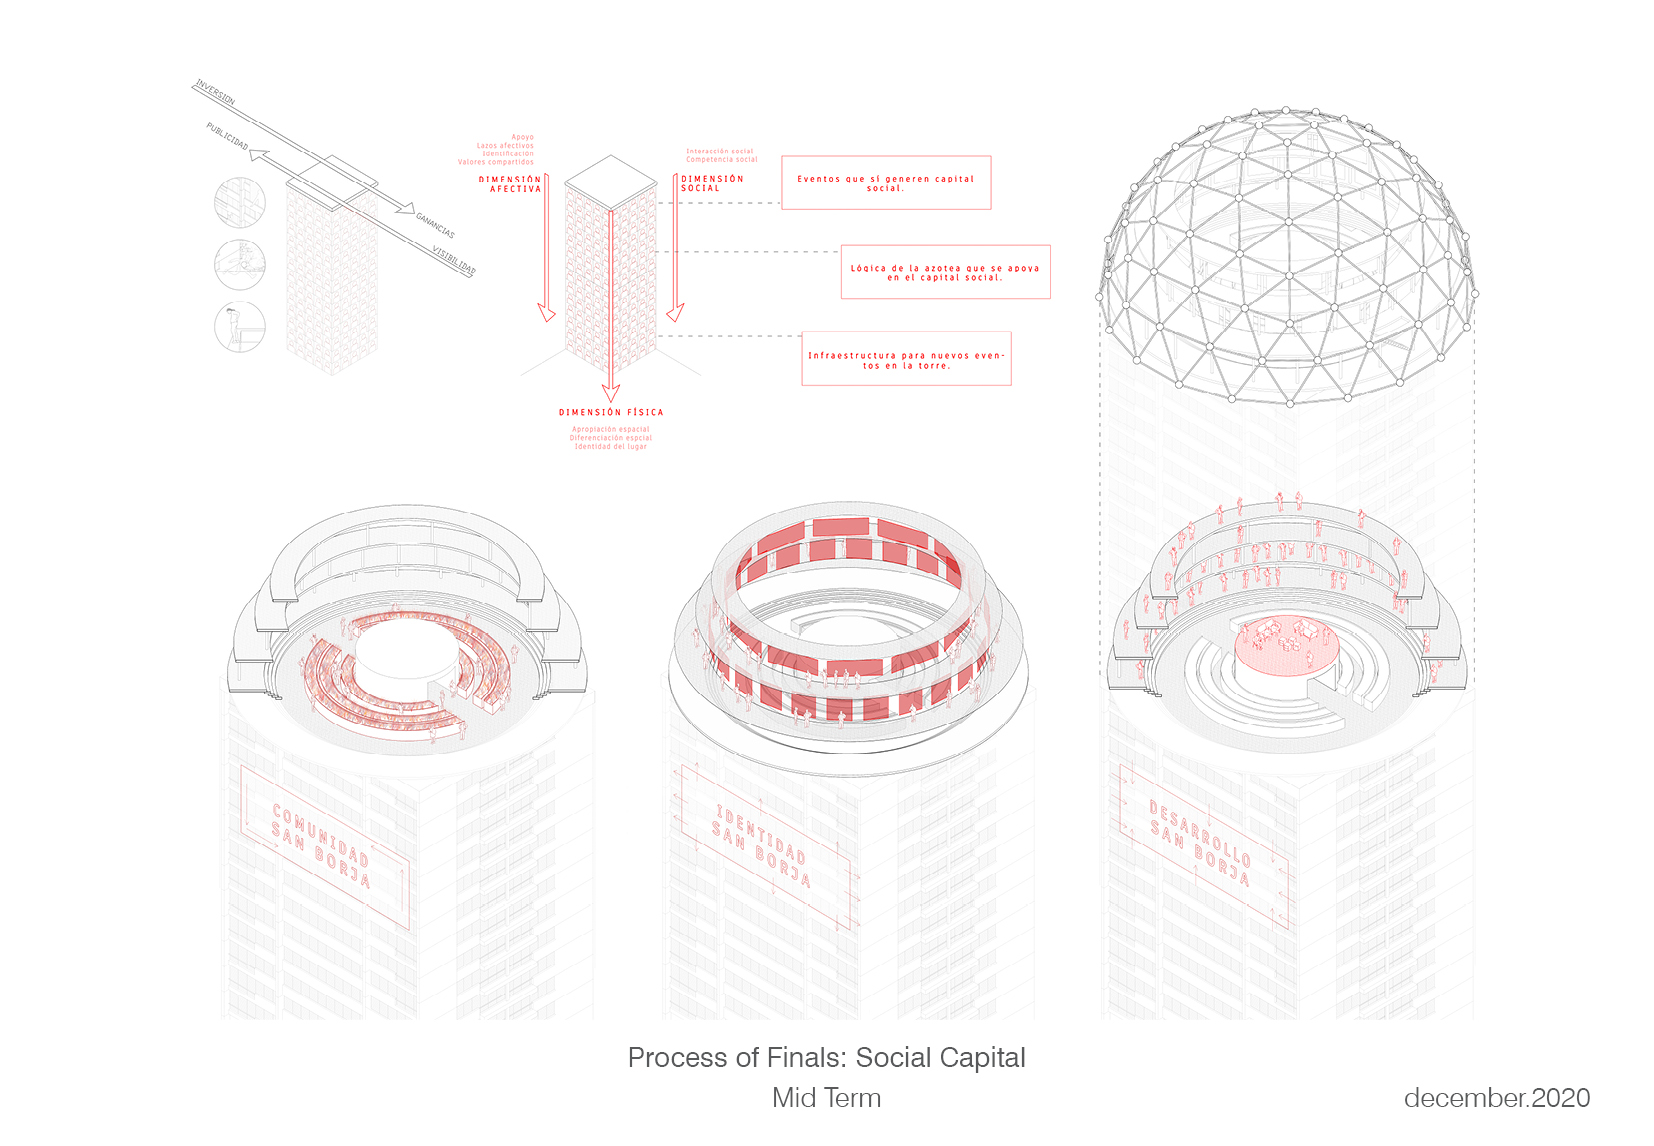 INVERSION
PUBLICIDAD
GANANCIAS
VISIBILIDAD
Apoyo
Lazos afectivos
Identificación
Valores compartidos
DIMENSIÓN
AFECTIVA
Interacción social
Competencia social
DIMENSIÓN
SOCIAL
Eventos que sí generen capital
social.
Lógica de la azotea que se apoya
en el capital social.
Infraestructura para nuevos even-
tos en la torre.
DIMENSIÓN FÍSICA
Apropiación espacial
Diferenciación espcial
Identidad del lugar
COMUNIDAD
SAN BORJA
IDENTIDAD
SAN BORJA
DESARROLLO
SAN BORJA
Process of Finals: Social Capital
Mid Term
december.2020